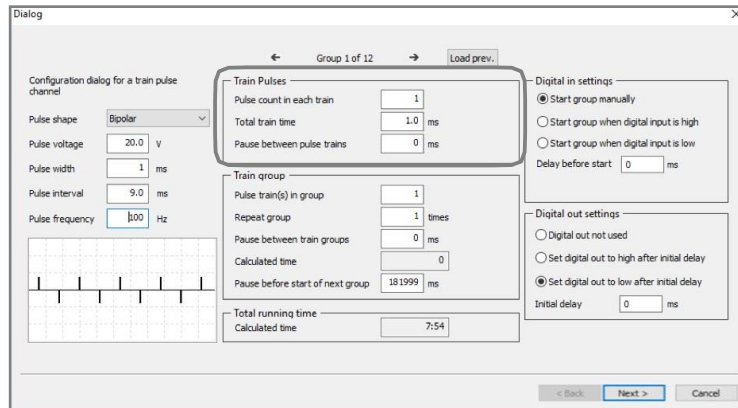 Dialog
← Group 1 of 12 → Load prev.
Configuration dialog for a train pulse
channel
Pulse shape Bipolar
Pulse voltage 20.0 V
Pulse width 1 ms
Pulse interval 9.0 ms
Pulse frequency 100 Hz
Train Pulses
Pulse count in each train 1
Total train time 1.0 ms
Pause between pulse trains 0 ms
Train group
Pulse train(s) in group 1
Repeat group 1 times
Pause between train groups 0 ms
Calculated time 0
Pause before start of next group 181999 ms
Total running time
Calculated time 7:54
Digital in settings
Start group manually
Start group when digital input is high
Start group when digital input is low
Delay before start 0 ms
Digital out settings
Digital out not used
Set digital out to high after initial delay
Set digital out to low after initial delay
Initial delay 0 ms
< Back Next > Cancel